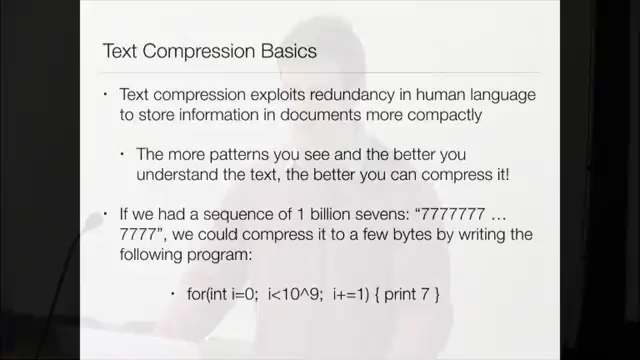 Text Compression Basics
Text compression exploits redundancy in human language
to store information in documents more compactly
The more patterns you see and the better you
understand the text, the better you can compress it!
If we had a sequence of 1 billion sevens: “7777777 …
7777”, we could compress it to a few bytes by writing the
following program:
for(int i=0;  i<10^9;  i+=1) { print 7 }